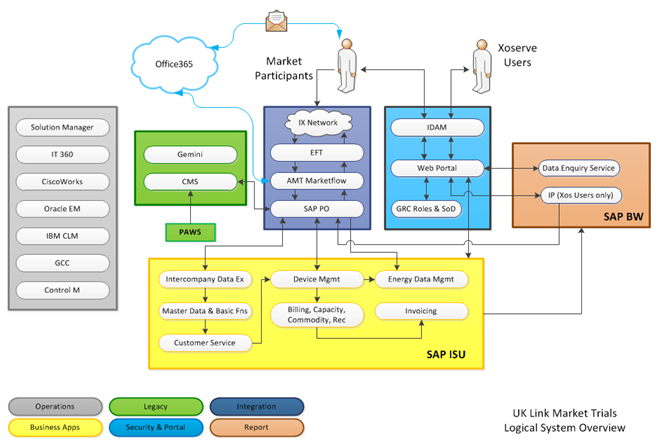 Office365
Market
Participants
Xoserve
Users
Solution Manager
IT 360
CiscoWorks
Oracle EM
IBM CLM
GCC
Control M
Gemini
CMS
PAWS
IX Network
EFT
AMT Marketflow
SAP PO
IDAM
Web Portal
GRC Roles & SoD
Data Enquiry Service
IP (Xos Users only)
SAP BW
Intercompany Data Ex
Master Data & Basic Fns
Customer Service
Device Mgmt
Billing, Capacity,
Commodity, Rec
Energy Data Mgmt
Invoicing
SAP ISU
Operations
Legacy
Integration
Business Apps
Security & Portal
Report
UK Link Market Trials
Logical System Overview